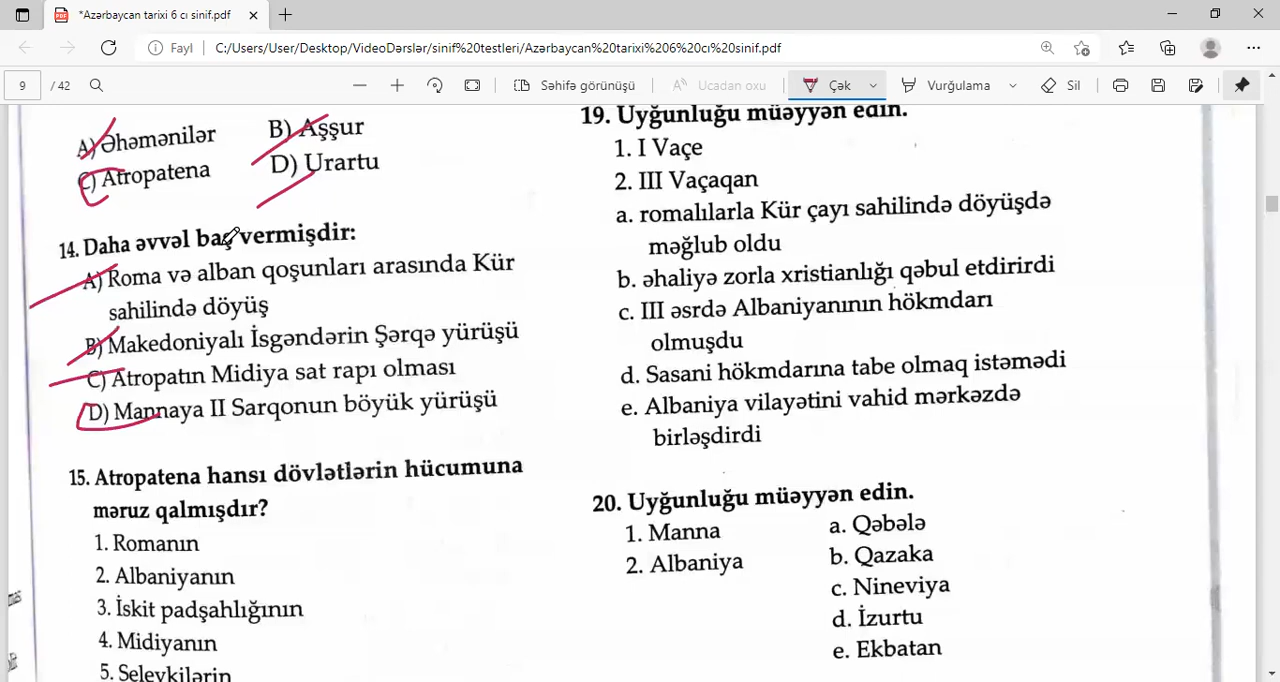 *Azərbaycan tarixi 6 cı sinif.pdf
Fayl
C:/Users/User/Desktop/VideoDərslər/sinif%20testleri/Azərbaycan%20tarixi%206%20cı%20sinif.pdf
9 / 42
Səhifə görünüşü
Ucadan oxu
Çək
Vurğulama
Sil
A) Əhəmənilər B) Aşşur
C) Atropatena D) Urartu
14. Daha əvvəl baş vermişdir:
A) Roma və alban qoşunları arasında Kür
sahilində döyüş
B) Makedoniyalı İsgəndərin Şərqə yürüşü
C) Atropatın Midiya sat rapı olması
D) Mannaya II Sarqonun böyük yürüşü
15. Atropatena hansı dövlətlərin hücumuna
məruz qalmışdır?
1. Romanın
2. Albaniyanın
3. İskit padşahlığının
4. Midiyanın
5. Selevkilərin
19. Uyğunluğu müəyyən edin.
1. I Vaçe
2. III Vaçaqan
a. romalılarla Kür çayı sahilində döyüşdə
məğlub oldu
b. əhaliyə zorla xristianlığı qəbul etdirirdi
c. III əsrdə Albaniyanının hökmdarı
olmuşdu
d. Sasani hökmdarına tabe olmaq istəmədi
e. Albaniya vilayətini vahid mərkəzdə
birləşdirdi
20. Uyğunluğu müəyyən edin.
1. Manna a. Qəbələ
2. Albaniya b. Qazaka
c. Nineviya
d. İzurtu
e. Ekbatan